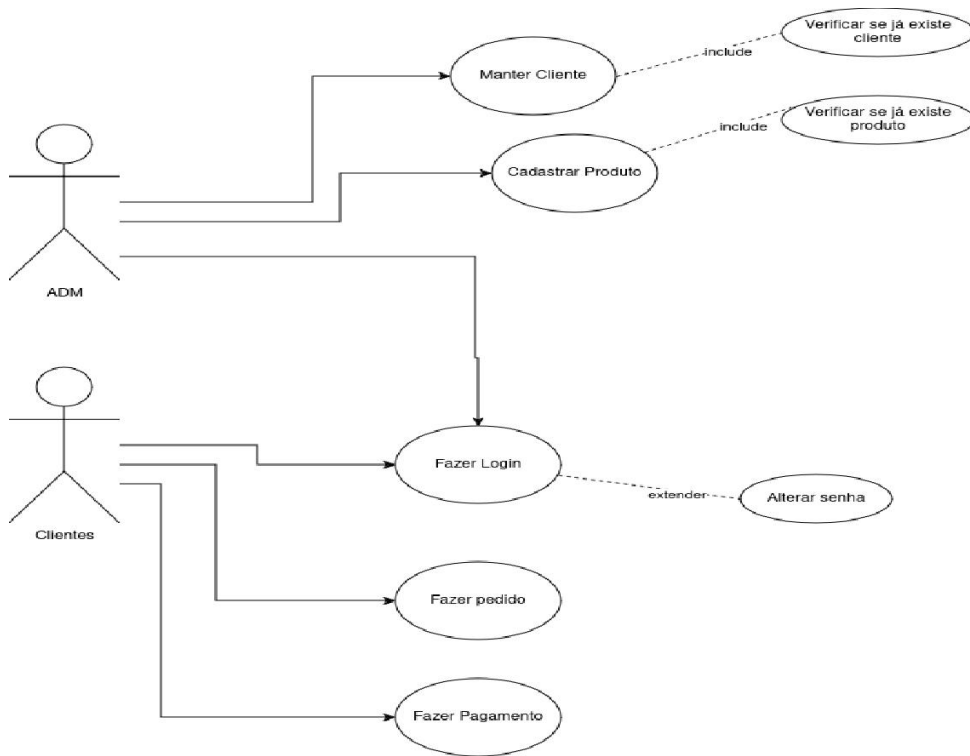 Verificar se já existe
cliente
include
Manter Cliente
Verificar se já existe
produto
include
Cadastrar Produto
ADM
Fazer Login
extender
Alterar senha
Clientes
Fazer pedido
Fazer Pagamento